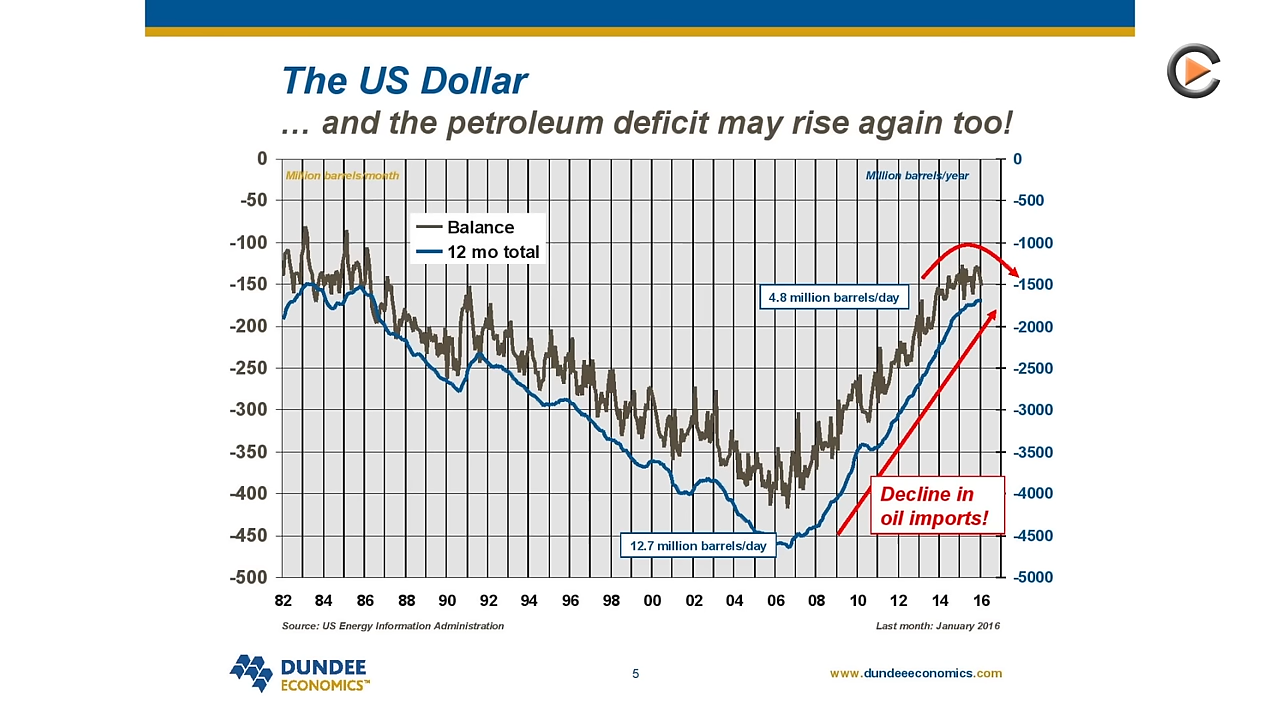 The US Dollar
… and the petroleum deficit may rise again too!
0
-50
-100
-150
-200
-250
-300
-350
-400
-450
-500
Million barrels/month
Million barrels/year
0
-500
-1000
-1500
-2000
-2500
-3000
-3500
-4000
-4500
-5000
Balance
12 mo total
4.8 million barrels/day
Decline in
oil imports!
12.7 million barrels/day
82 84 86 88 90 92 94 96 98 00 02 04 06 08 10 12 14 16
Source: US Energy Information Administration
Last month: January 2016
DUNDEE
ECONOMICS™
5
www.dundeeeconomics.com